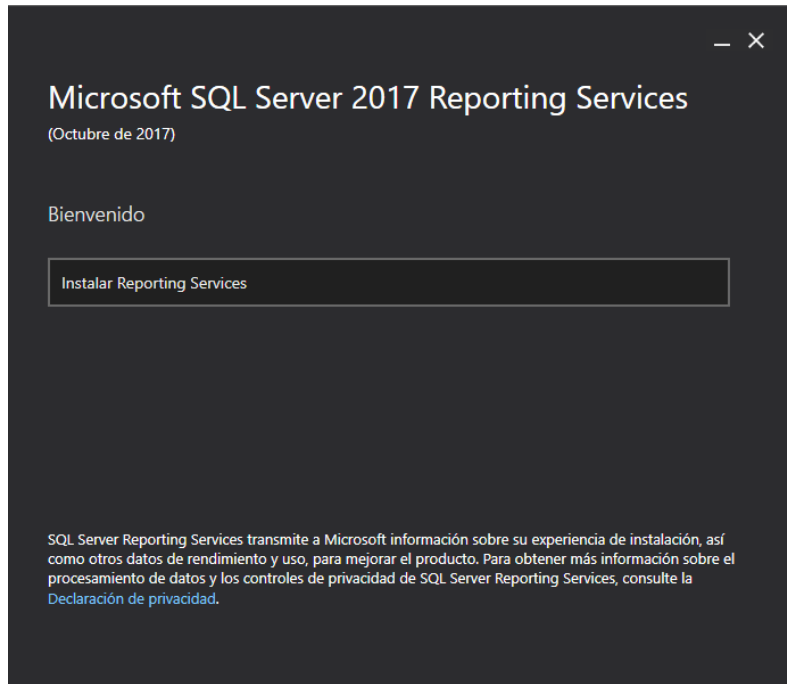 Microsoft SQL Server 2017 Reporting Services
(Octubre de 2017)
Bienvenido
Instalar Reporting Services
SQL Server Reporting Services transmite a Microsoft información sobre su experiencia de instalación, así
como otros datos de rendimiento y uso, para mejorar el producto. Para obtener más información sobre el
procesamiento de datos y los controles de privacidad de SQL Server Reporting Services, consulte la
Declaración de privacidad.